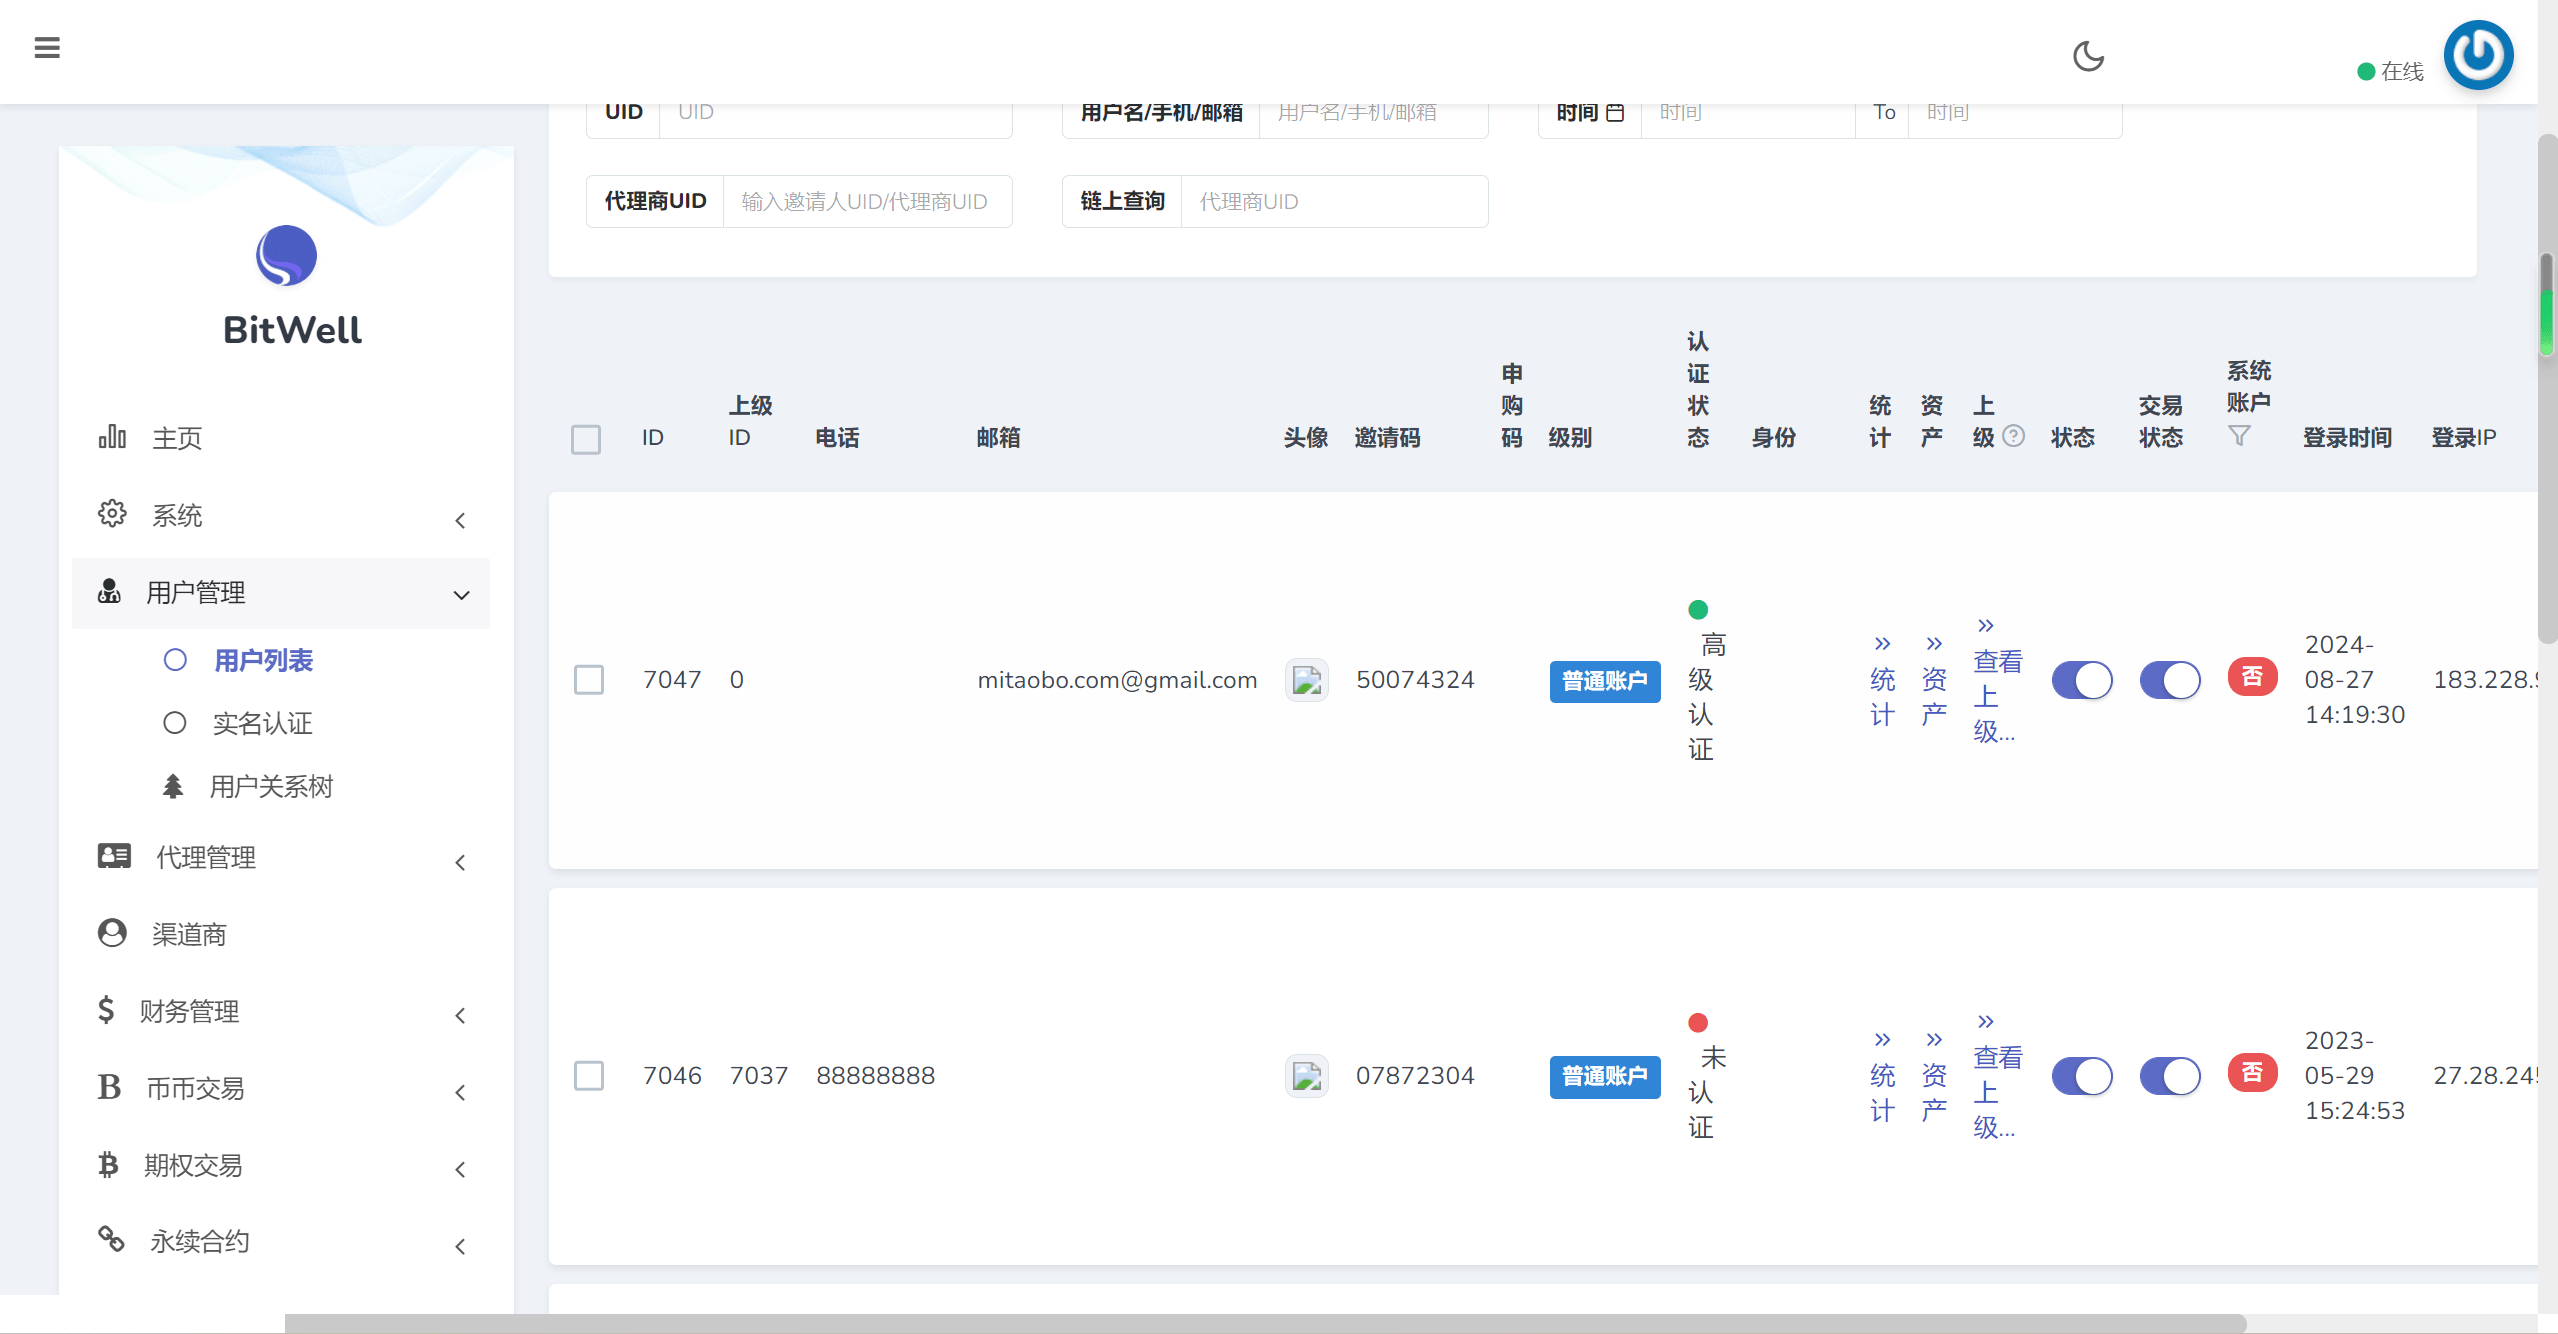 在线
UID UID 用户名/手机/邮箱 用户名/手机/邮箱 时间 时间 To 时间
代理商UID 输入邀请人UID/代理商UID 链上查询 代理商UID
BitWell
主页
系统
用户管理
用户列表
实名认证
用户关系树
代理管理
渠道商
财务管理
B 币币交易
期权交易
永续合约
ID 上级ID 电话 邮箱 头像 邀请码 申购码 级别 认证状态 身份 统计 资产 上级 状态 交易状态 系统账户 登录时间 登录IP
7047 0 mitaobo.com@gmail.com 50074324 普通账户 高级认证 »统计 »资产 »查看上级... 否 2024-08-27 14:19:30 183.228.9
7046 7037 88888888 07872304 普通账户 未认证 »统计 »资产 »查看上级... 否 2023-05-29 15:24:53 27.28.245